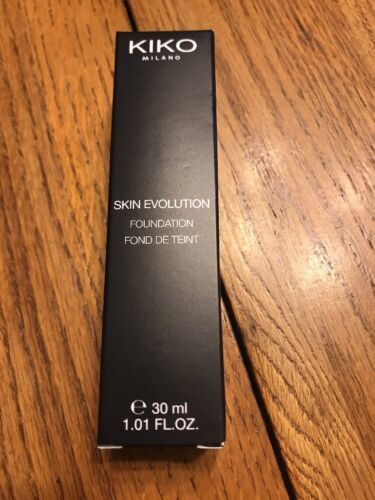 KIKO
MILANO
SKIN EVOLUTION
FOUNDATION
FOND DE TEINT
℮ 30 ml
1.01 FL.OZ.